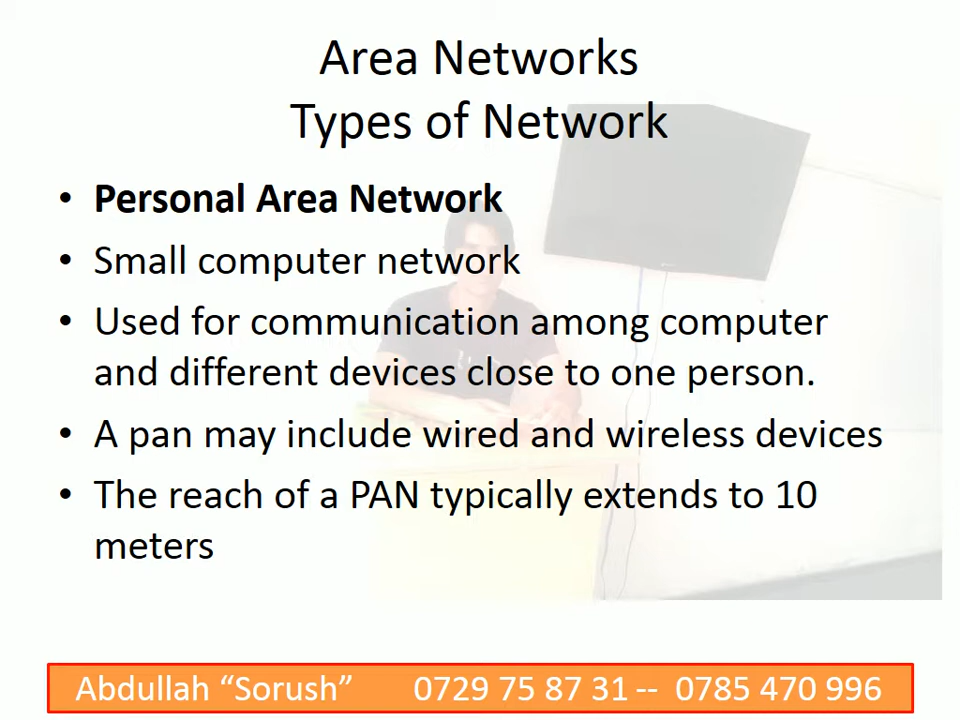 Area Networks
Types of Network
• Personal Area Network
• Small computer network
• Used for communication among computer
and different devices close to one person.
• A pan may include wired and wireless devices
• The reach of a PAN typically extends to 10
meters
Abdullah “Sorush” 0729 75 87 31 -- 0785 470 996